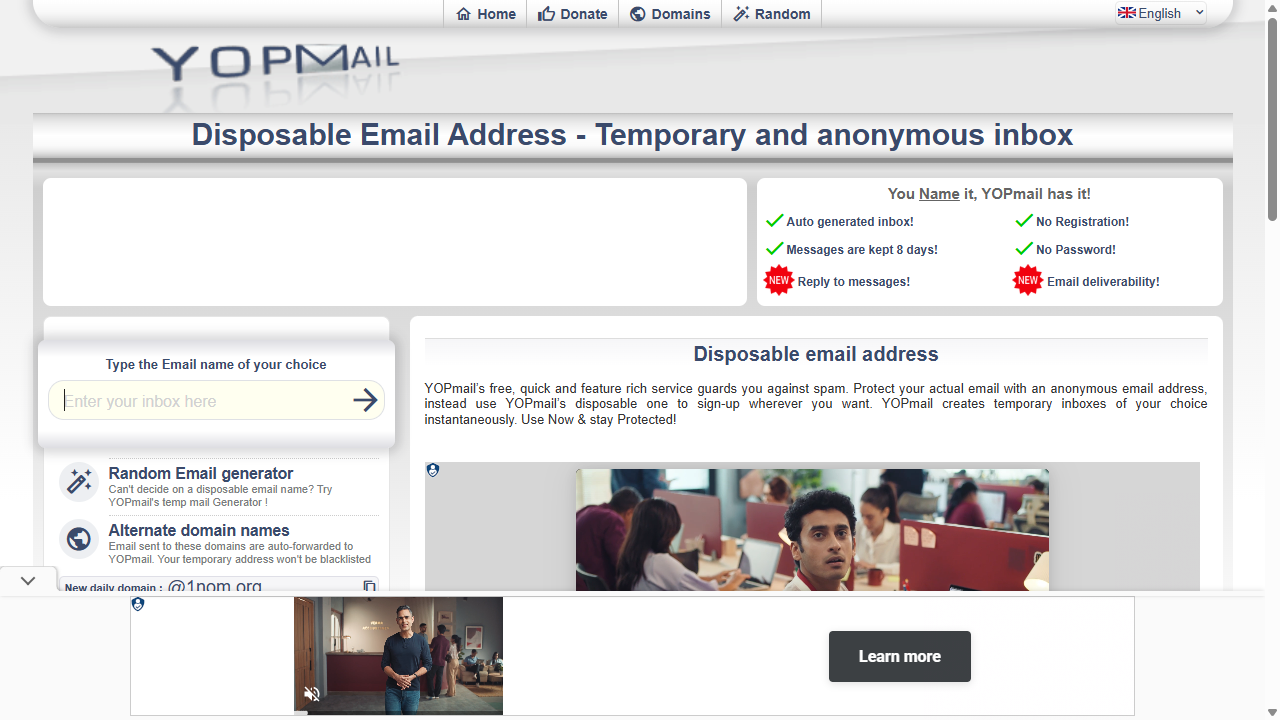 Home Donate Domains Random English
YOPMAIL
Disposable Email Address - Temporary and anonymous inbox
You Name it, YOPmail has it!
Auto generated inbox! No Registration!
Messages are kept 8 days! No Password!
NEW Reply to messages! NEW Email deliverability!
Type the Email name of your choice
Enter your inbox here
Random Email generator
Can't decide on a disposable email name? Try
YOPmail's temp mail Generator !
Alternate domain names
Email sent to these domains are auto-forwarded to
YOPmail. Your temporary address won't be blacklisted
New daily domain : @1nom.org
Disposable email address
YOPmail's free, quick and feature rich service guards you against spam. Protect your actual email with an anonymous email address,
instead use YOPmail's disposable one to sign-up wherever you want. YOPmail creates temporary inboxes of your choice
instantaneously. Use Now & stay Protected!
Learn more